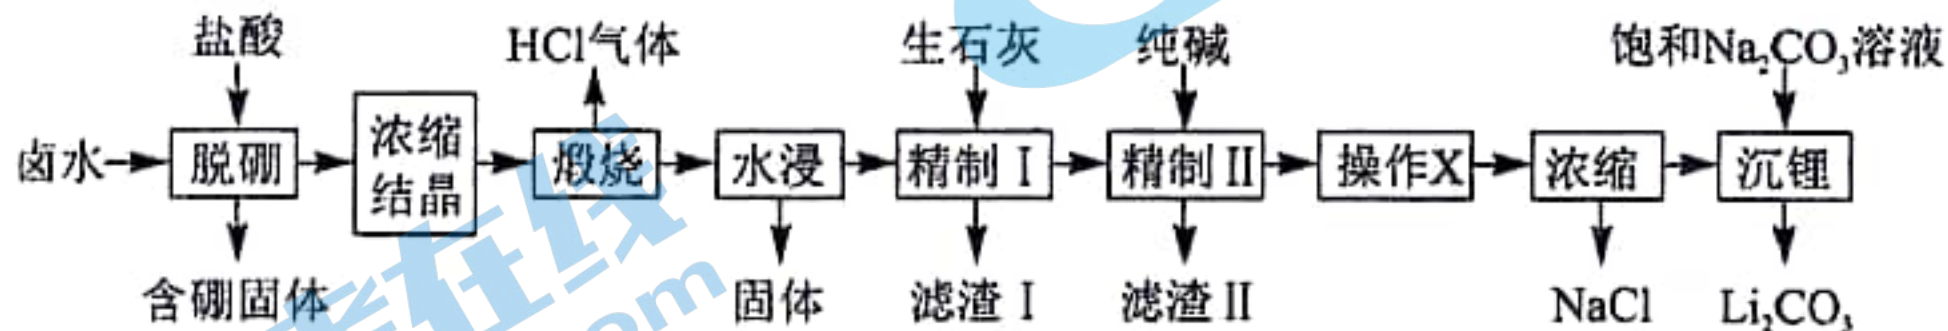 盐酸 HCl气体 生石灰 纯碱 饱和Na₂CO₃溶液
卤水 脱硼 浓缩结晶 煅烧 水浸 精制Ⅰ 精制Ⅱ 操作X 浓缩 沉锂
含硼固体 固体 滤渣Ⅰ 滤渣Ⅱ NaCl Li₂CO₃
在线
om